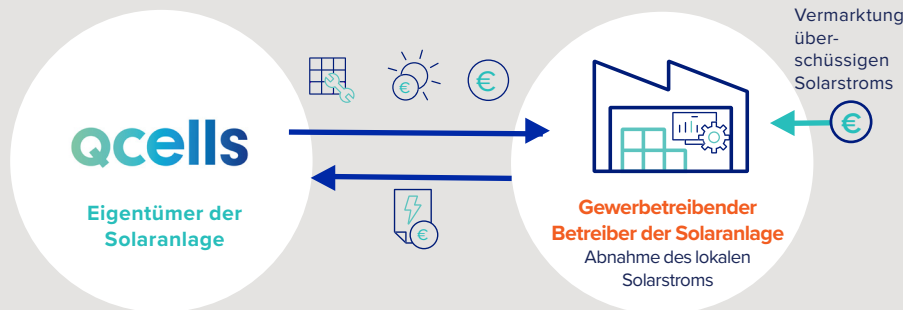 Vermarktung
über-
schüssigen
Solarstroms
€
€
€
qcells
€
Eigentümer der
Solaranlage
Gewerbetreibender
Betreiber der Solaranlage
Abnahme des lokalen
Solarstroms